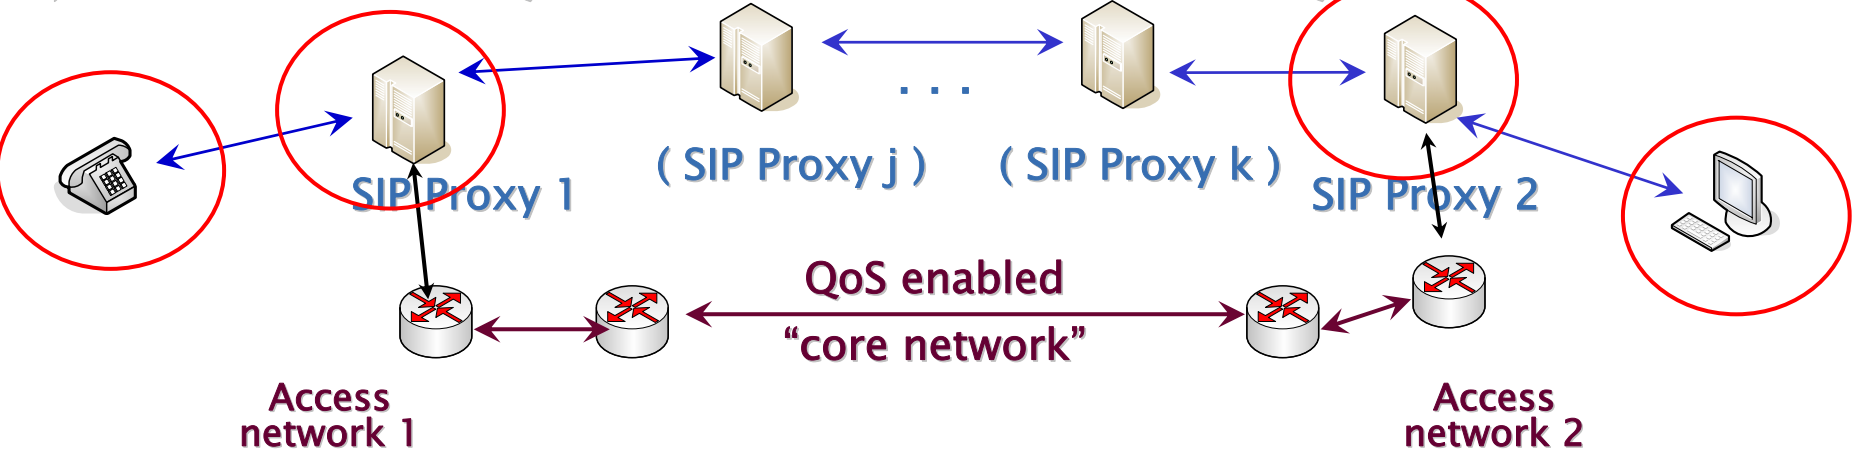 . . .
( SIP Proxy j )
( SIP Proxy k )
SIP Proxy 1
SIP Proxy 2
QoS enabled
“core network”
Access
network 1
Access
network 2